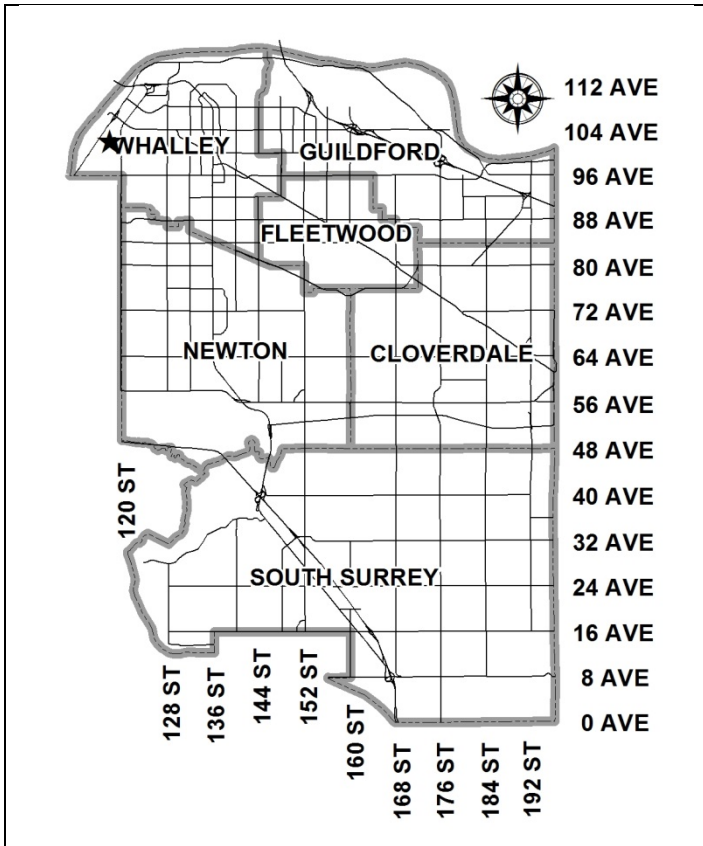 112 AVE
104 AVE
WHALLEY
GUILDFORD
96 AVE
88 AVE
FLEETWOOD
80 AVE
72 AVE
NEWTON
CLOVERDALE
64 AVE
56 AVE
48 AVE
120 ST
40 AVE
32 AVE
SOUTH SURREY
24 AVE
16 AVE
128 ST
136 ST
144 ST
152 ST
160 ST
8 AVE
0 AVE
168 ST
176 ST
184 ST
192 ST